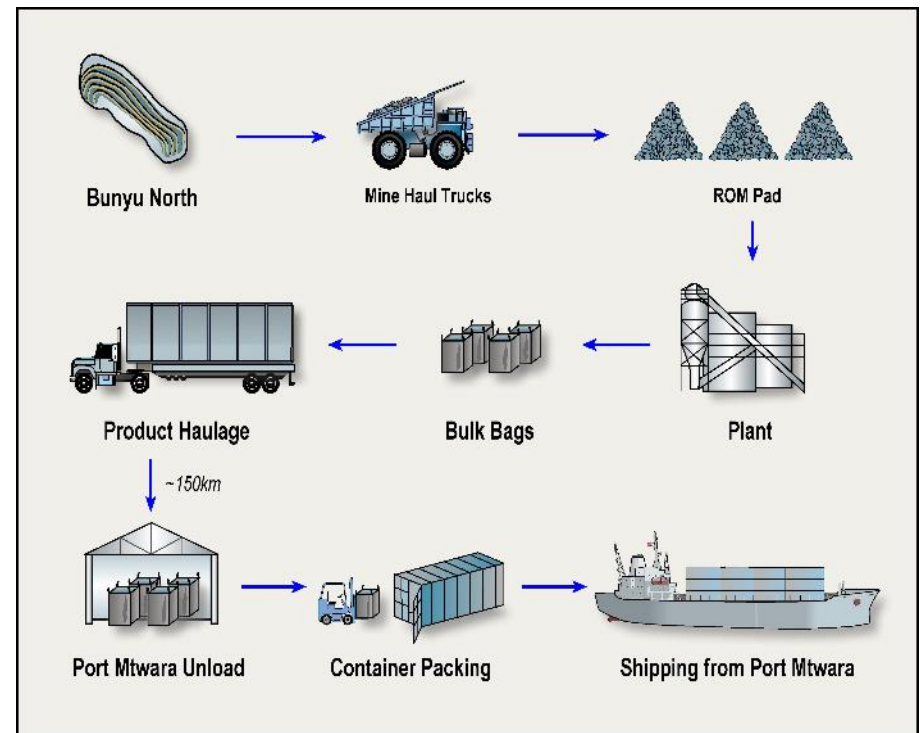 Bunyu North
Mine Haul Trucks
ROM Pad
Product Haulage
Bulk Bags
Plant
~150km
Port Mtwara Unload
Container Packing
Shipping from Port Mtwara